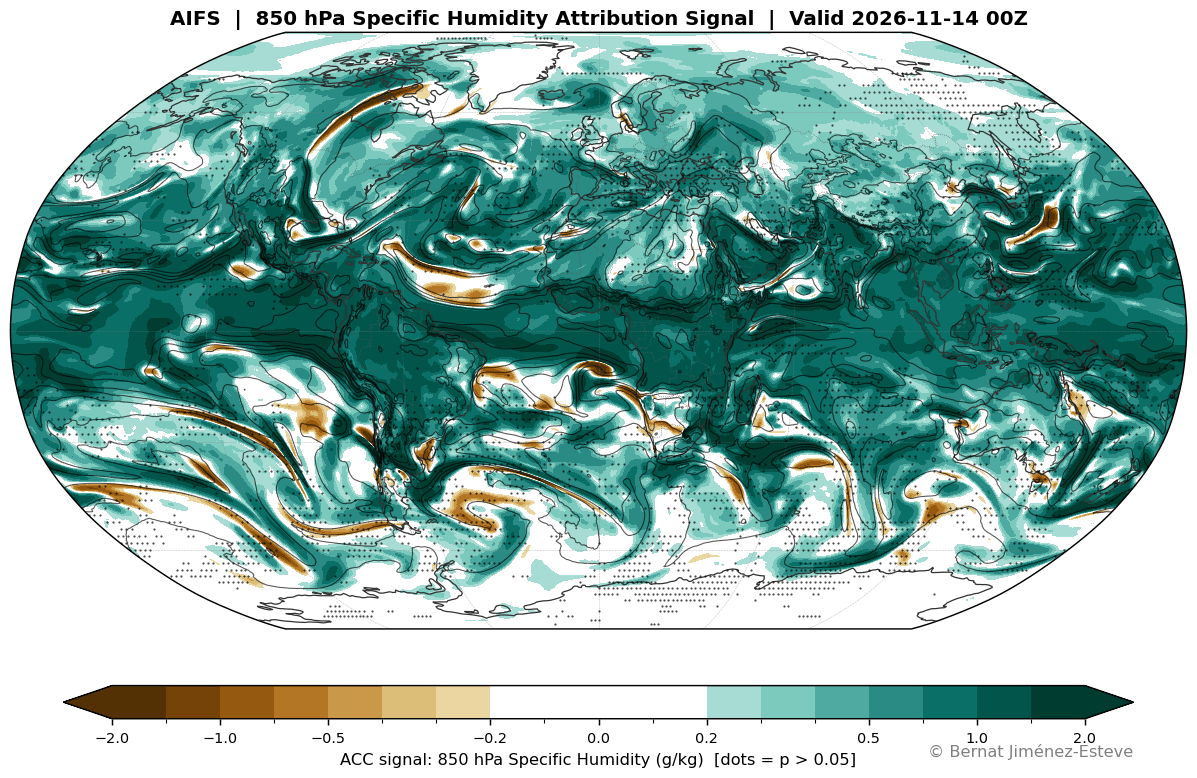 AIFS  |  850 hPa Specific Humidity Attribution Signal  |  Valid 2026-11-14 00Z
−2.0 −1.0 −0.5 −0.2 0.0 0.2 0.5 1.0 2.0
ACC signal: 850 hPa Specific Humidity (g/kg)  [dots = p > 0.05]
© Bernat Jiménez-Esteve